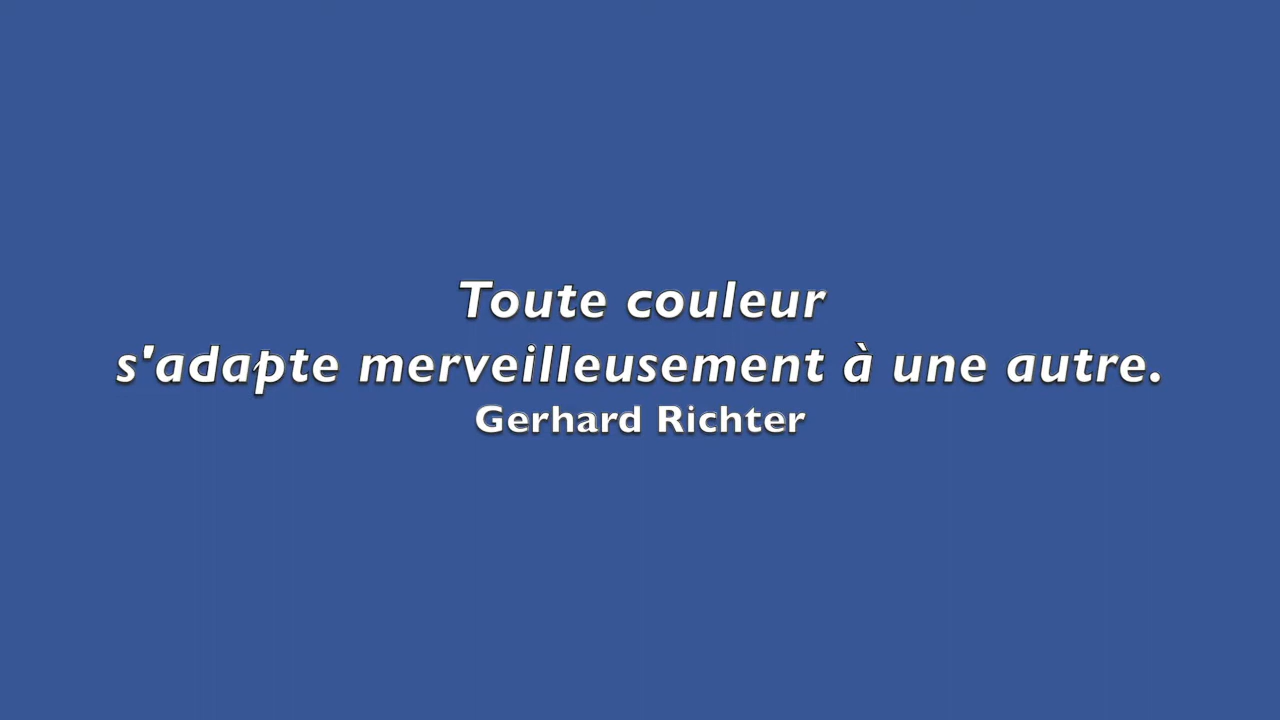 Toute couleur
s'adapte merveilleusement à une autre.
Gerhard Richter